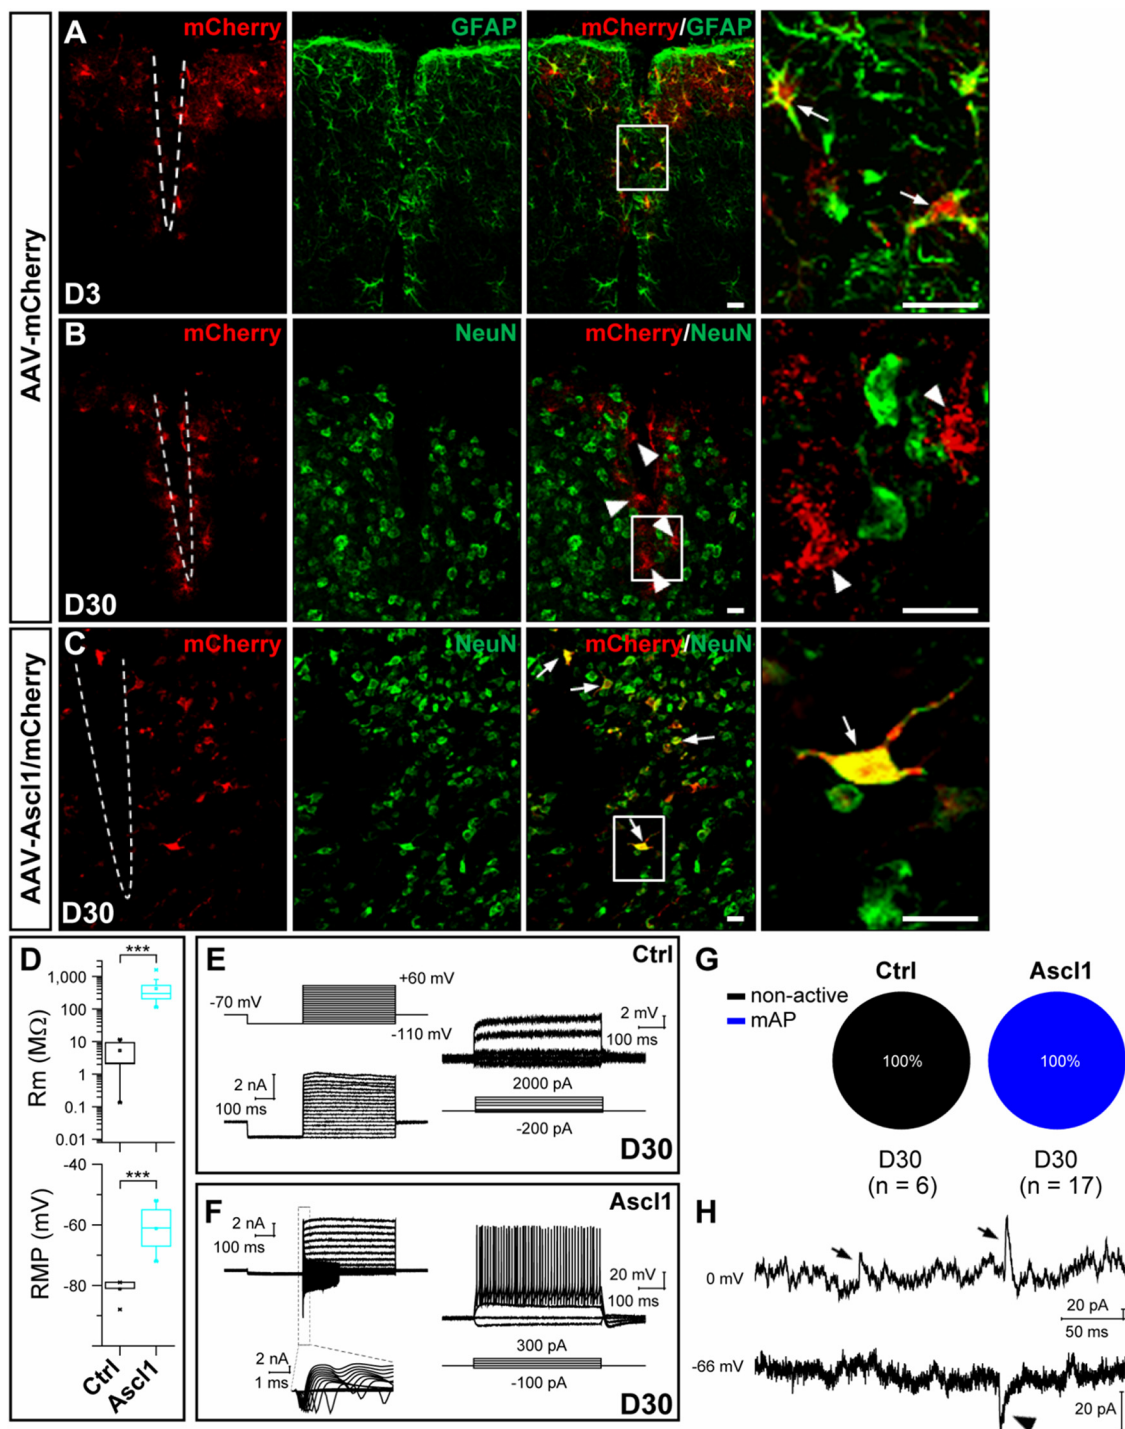 AAV-mCherry
A
mCherry
GFAP
mCherry/GFAP
D3
B
mCherry
NeuN
mCherry/NeuN
D30
AAV-Ascl1/mCherry
C
mCherry
NeuN
mCherry/NeuN
D30
D
***
1,000
100
10
1
0.1
0.01
Rm (MΩ)
***
-40
-60
-80
RMP (mV)
Ctrl
Ascl1
E
Ctrl
-70 mV
+60 mV
-110 mV
2 nA
100 ms
2 mV
100 ms
2000 pA
-200 pA
D30
F
Ascl1
2 nA
100 ms
2 nA
1 ms
20 mV
100 ms
300 pA
-100 pA
D30
G
Ctrl
Ascl1
non-active
mAP
100%
100%
D30
(n = 6)
D30
(n = 17)
H
0 mV
20 pA
50 ms
-66 mV
20 pA